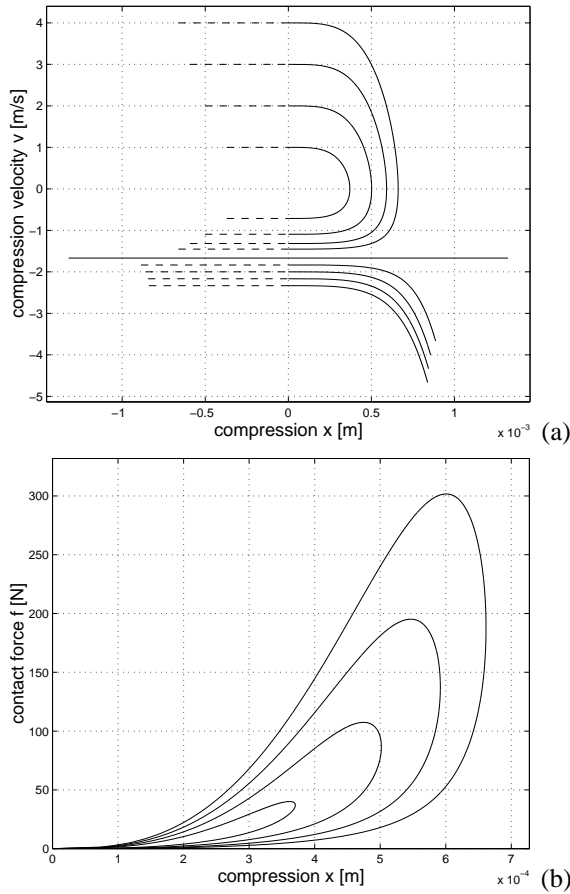 4
3
2
1
0
−1
−2
−3
−4
−5
compression velocity v [m/s]
−1 −0.5 0 0.5 1
compression x [m]
x 10⁻³
(a)
300
250
200
150
100
50
0
contact force f [N]
0 1 2 3 4 5 6 7
compression x [m]
x 10⁻⁴
(b)